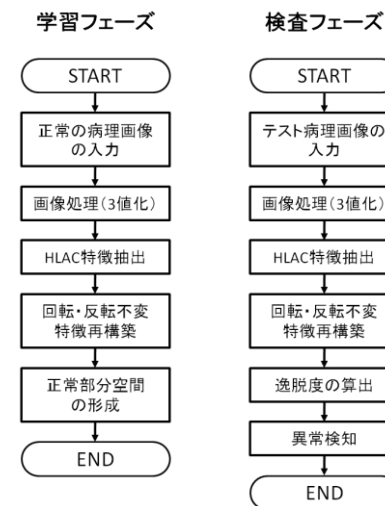 学習フェーズ
START
正常の病理画像
の入力
画像処理(3値化)
HLAC特徴抽出
回転・反転不変
特徴再構築
正常部分空間
の形成
END
検査フェーズ
START
テスト病理画像の
入力
画像処理(3値化)
HLAC特徴抽出
回転・反転不変
特徴再構築
逸脱度の算出
異常検知
END